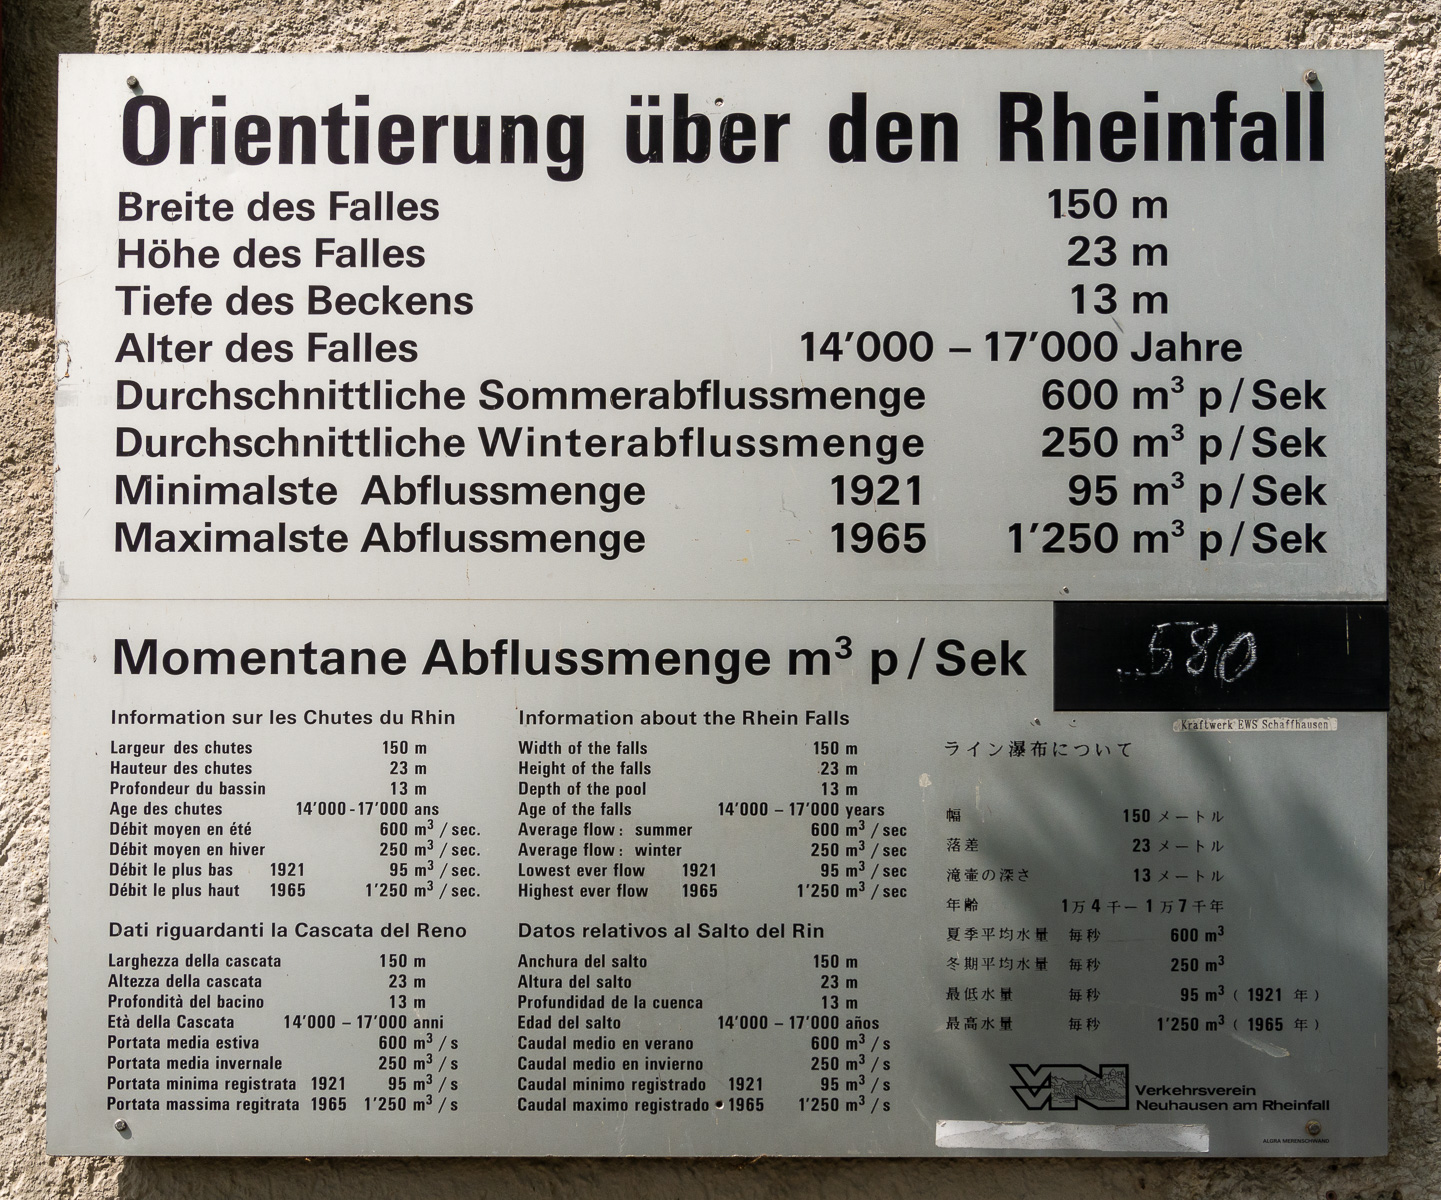 Orientierung über den Rheinfall
Breite des Falles 150 m
Höhe des Falles 23 m
Tiefe des Beckens 13 m
Alter des Falles 14'000 – 17'000 Jahre
Durchschnittliche Sommerabflussmenge 600 m³ p/Sek
Durchschnittliche Winterabflussmenge 250 m³ p/Sek
Minimalste Abflussmenge 1921 95 m³ p/Sek
Maximalste Abflussmenge 1965 1'250 m³ p/Sek
Momentane Abflussmenge m³ p/Sek 580
Kraftwerk EWS Schaffhausen
Information sur les Chutes du Rhin
Largeur des chutes 150 m
Hauteur des chutes 23 m
Profondeur du bassin 13 m
Age des chutes 14'000-17'000 ans
Débit moyen en été 600 m³/sec.
Débit moyen en hiver 250 m³/sec.
Débit le plus bas 1921 95 m³/sec.
Débit le plus haut 1965 1'250 m³/sec.
Information about the Rhein Falls
Width of the falls 150 m
Height of the falls 23 m
Depth of the pool 13 m
Age of the falls 14'000 – 17'000 years
Average flow: summer 600 m³/sec
Average flow: winter 250 m³/sec
Lowest ever flow 1921 95 m³/sec
Highest ever flow 1965 1'250 m³/sec
Dati riguardanti la Cascata del Reno
Larghezza della cascata 150 m
Altezza della cascata 23 m
Profondità del bacino 13 m
Età della Cascata 14'000 – 17'000 anni
Portata media estiva 600 m³/s
Portata media invernale 250 m³/s
Portata minima registrata 1921 95 m³/s
Portata massima regitrata 1965 1'250 m³/s
Datos relativos al Salto del Rin
Anchura del salto 150 m
Altura del salto 23 m
Profundidad de la cuenca 13 m
Edad del salto 14'000 – 17'000 años
Caudal medio en verano 600 m³/s
Caudal medio en invierno 250 m³/s
Caudal minimo registrado 1921 95 m³/s
Caudal maximo registrado 1965 1'250 m³/s
ライン瀑布について
幅 150 メートル
落差 23 メートル
滝壷の深さ 13 メートル
年齢 1万4千ー1万7千年
夏季平均水量 毎秒 600 m³
冬期平均水量 毎秒 250 m³
最低水量 毎秒 95 m³ (1921 年)
最高水量 毎秒 1'250 m³ (1965 年)
VVN
Verkehrsverein
Neuhausen am Rheinfall
ALGRA MERENSCHWAND